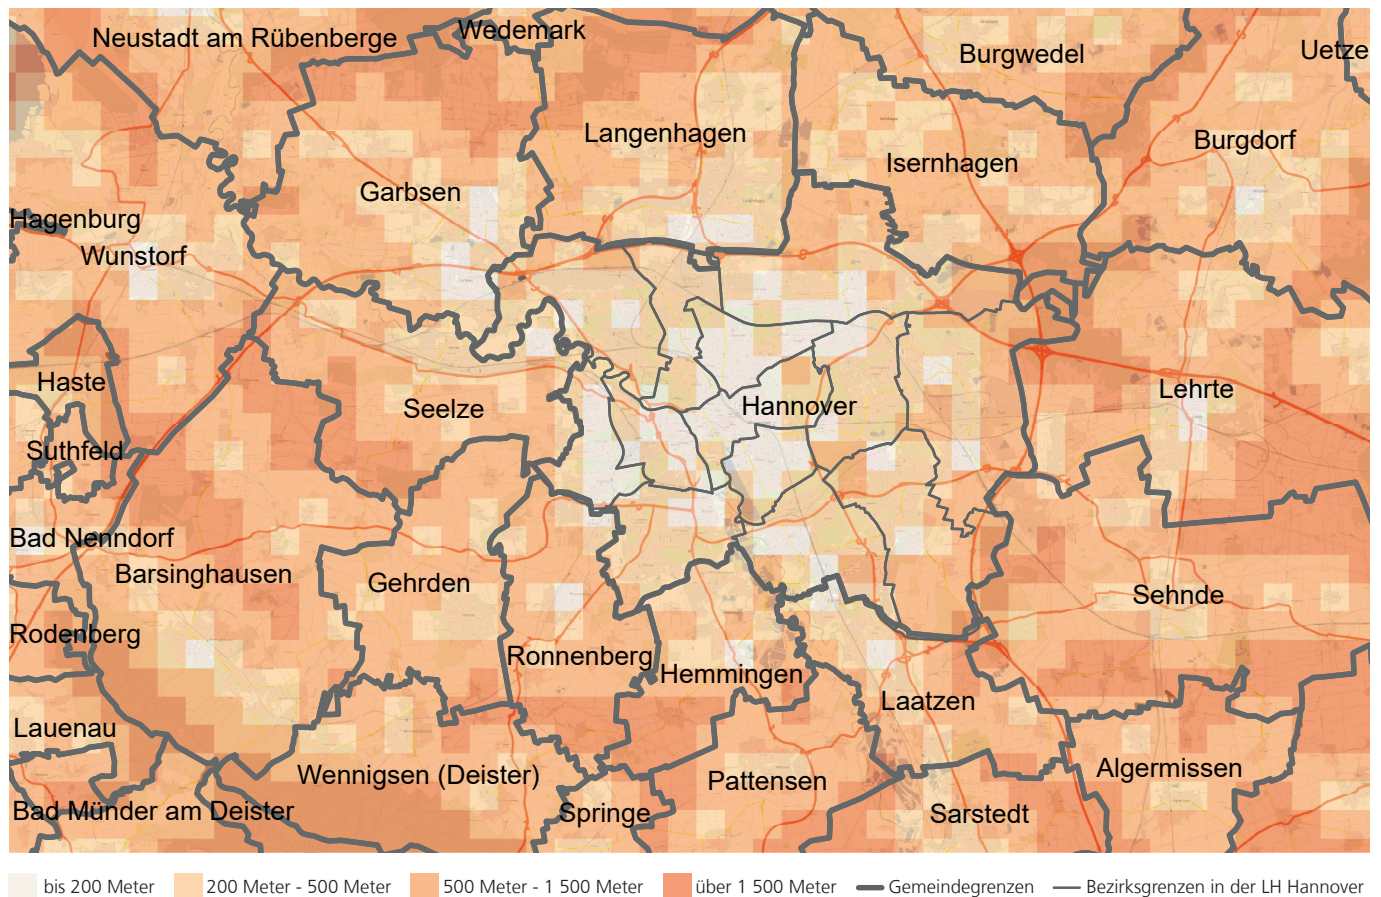 Neustadt am Rübenberge
Wedemark
Burgwedel
Uetze
Langenhagen
Burgdorf
Isernhagen
Garbsen
Hagenburg
Wunstorf
Haste
Lehrte
Seelze
Hannover
Suthfeld
Bad Nenndorf
Barsinghausen
Gehrden
Sehnde
Rodenberg
Ronnenberg
Hemmingen
Laatzen
Lauenau
Wennigsen (Deister)
Pattensen
Algermissen
Bad Münder am Deister
Springe
Sarstedt
bis 200 Meter 200 Meter - 500 Meter 500 Meter - 1 500 Meter über 1 500 Meter Gemeindegrenzen Bezirksgrenzen in der LH Hannover